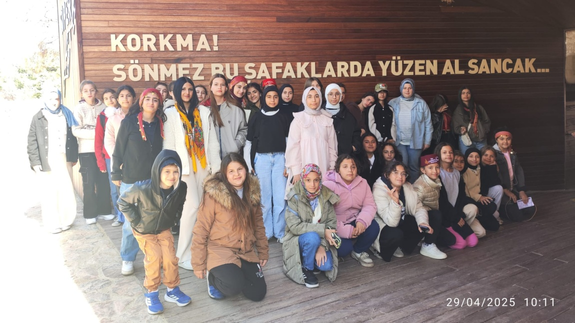 KORKMA!
SÖNMEZ BU ŞAFAKLARDA YÜZEN AL SANCAK...
29/04/2025 10:11